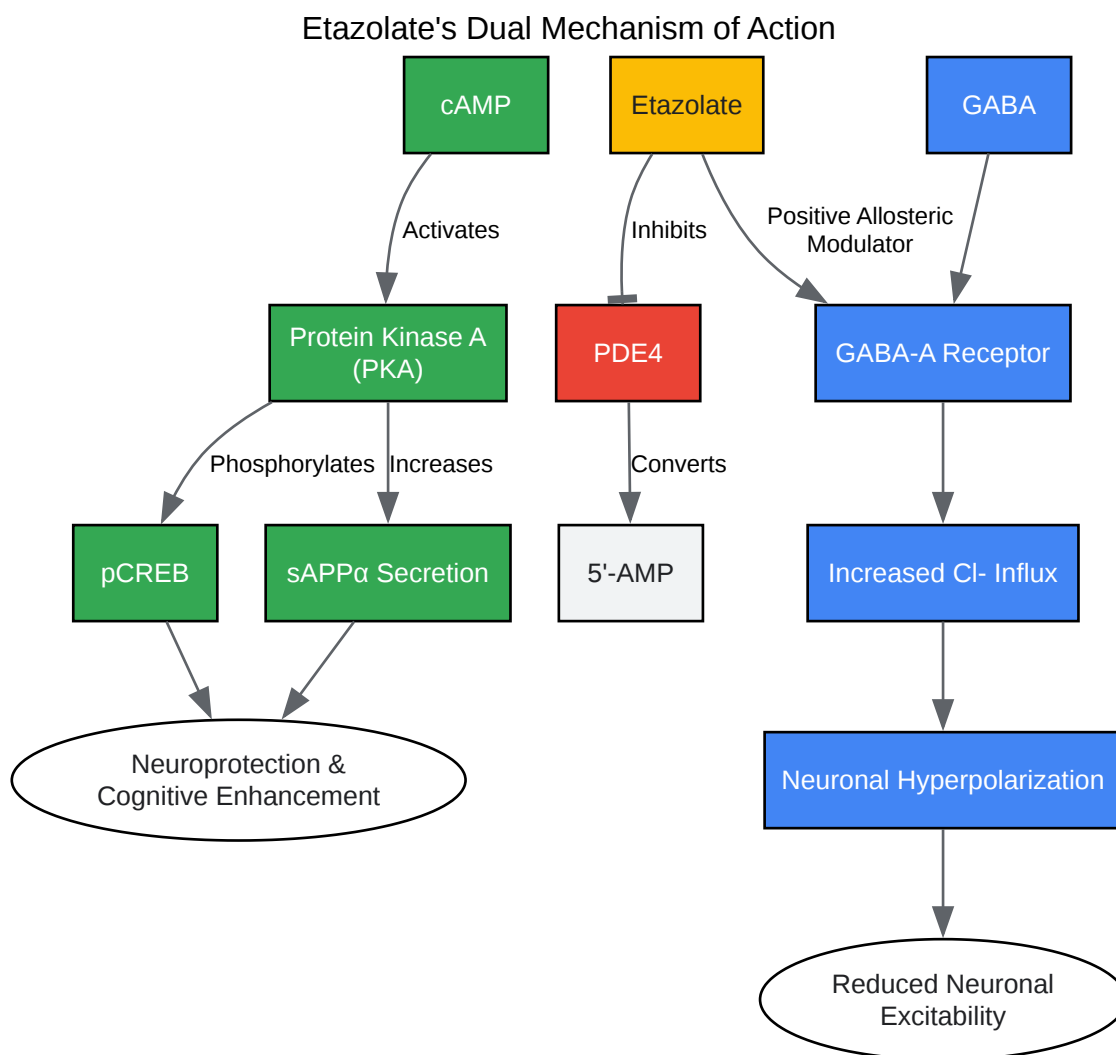 Etazolate's Dual Mechanism of Action
cAMP
Etazolate
GABA
Activates
Inhibits
Positive Allosteric
Modulator
Protein Kinase A
(PKA)
PDE4
GABA-A Receptor
Phosphorylates
Increases
Converts
pCREB
sAPPα Secretion
5'-AMP
Increased Cl- Influx
Neuroprotection &
Cognitive Enhancement
Neuronal Hyperpolarization
Reduced Neuronal
Excitability